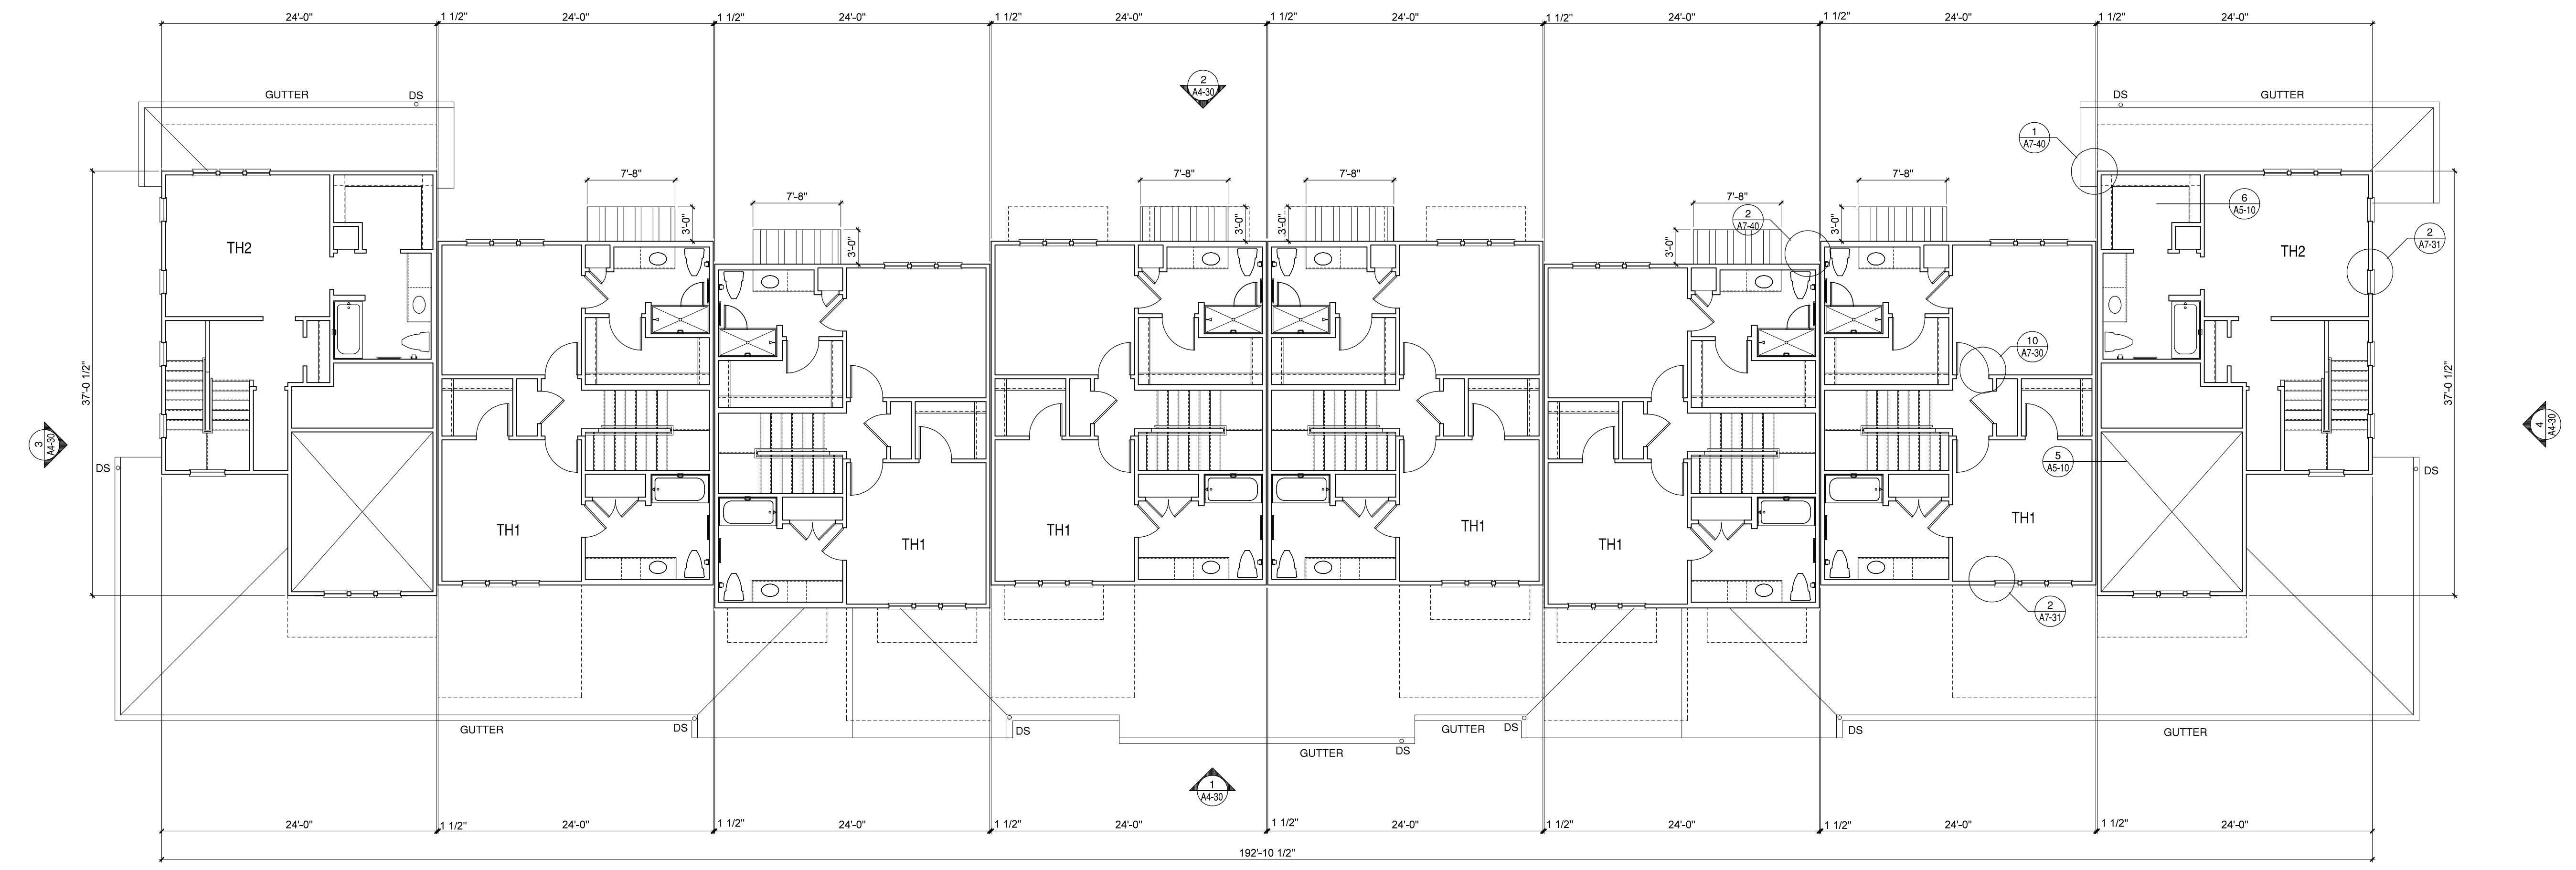 24'-0" 1 1/2" 24'-0" 1 1/2" 24'-0" 1 1/2" 24'-0" 1 1/2" 24'-0" 1 1/2" 24'-0" 1 1/2" 24'-0" 1 1/2" 24'-0"
2
A4-30
GUTTER DS
DS GUTTER
1
A7-40
7'-8" 7'-8" 7'-8" 7'-8"
7'-8" 7'-8"
3'-0" 3'-0" 3'-0" 3'-0" 3'-0" 3'-0"
2
A7-40
6
A5-10
2
A7-31
TH2 TH2
10
A7-30
37'-0 1/2" 37'-0 1/2"
3
A4-30
4
A4-30
5
A5-10
DS DS
TH1 TH1 TH1 TH1 TH1 TH1
2
A7-31
GUTTER DS DS GUTTER DS GUTTER DS DS GUTTER
1
A4-30
24'-0" 1 1/2" 24'-0" 1 1/2" 24'-0" 1 1/2" 24'-0" 1 1/2" 24'-0" 1 1/2" 24'-0" 1 1/2" 24'-0" 1 1/2" 24'-0"
192'-10 1/2"